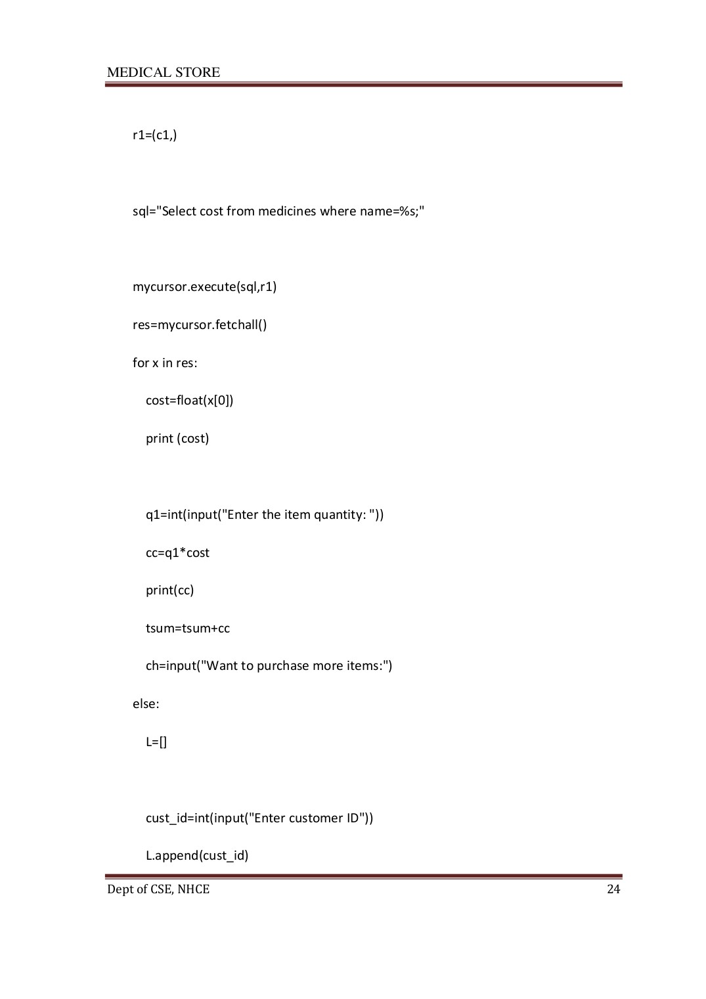 MEDICAL STORE
r1=(c1,)
sql="Select cost from medicines where name=%s;"
mycursor.execute(sql,r1)
res=mycursor.fetchall()
for x in res:
cost=float(x[0])
print (cost)
q1=int(input("Enter the item quantity: "))
cc=q1*cost
print(cc)
tsum=tsum+cc
ch=input("Want to purchase more items:")
else:
L=[]
cust_id=int(input("Enter customer ID"))
L.append(cust_id)
Dept of CSE, NHCE 24